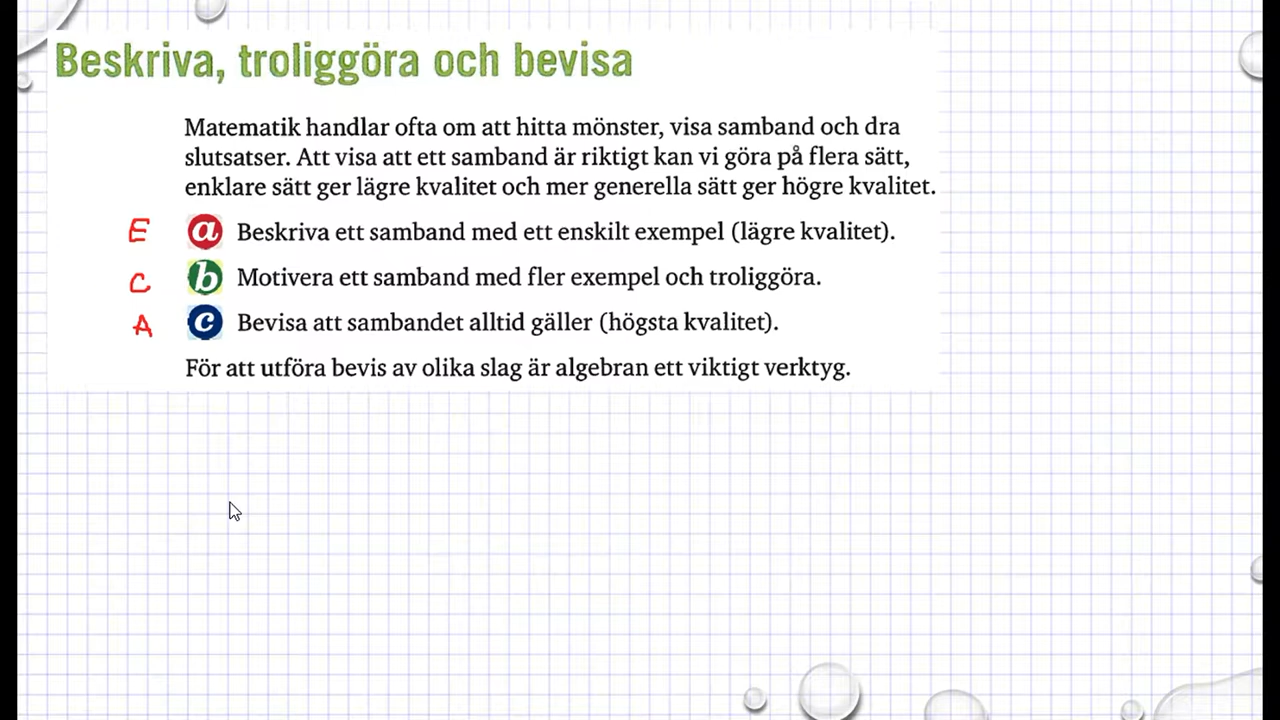 Beskriva, troliggöra och bevisa
Matematik handlar ofta om att hitta mönster, visa samband och dra
slutsatser. Att visa att ett samband är riktigt kan vi göra på flera sätt,
enklare sätt ger lägre kvalitet och mer generella sätt ger högre kvalitet.
E a Beskriva ett samband med ett enskilt exempel (lägre kvalitet).
C b Motivera ett samband med fler exempel och troliggöra.
A c Bevisa att sambandet alltid gäller (högsta kvalitet).
För att utföra bevis av olika slag är algebran ett viktigt verktyg.